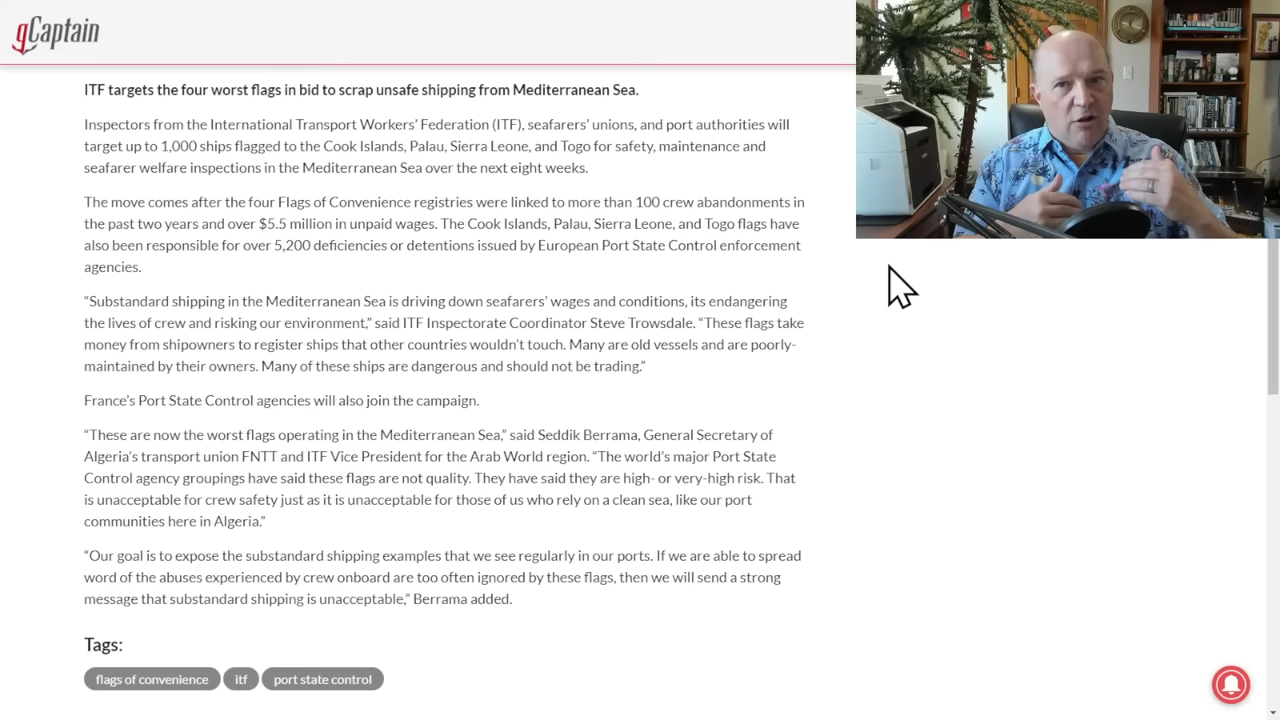 gCaptain
ITF targets the four worst flags in bid to scrap unsafe shipping from Mediterranean Sea.
Inspectors from the International Transport Workers’ Federation (ITF), seafarers’ unions, and port authorities will
target up to 1,000 ships flagged to the Cook Islands, Palau, Sierra Leone, and Togo for safety, maintenance and
seafarer welfare inspections in the Mediterranean Sea over the next eight weeks.
The move comes after the four Flags of Convenience registries were linked to more than 100 crew abandonments in
the past two years and over $5.5 million in unpaid wages. The Cook Islands, Palau, Sierra Leone, and Togo flags have
also been responsible for over 5,200 deficiencies or detentions issued by European Port State Control enforcement
agencies.
“Substandard shipping in the Mediterranean Sea is driving down seafarers’ wages and conditions, its endangering
the lives of crew and risking our environment,” said ITF Inspectorate Coordinator Steve Trowsdale. “These flags take
money from shipowners to register ships that other countries wouldn’t touch. Many are old vessels and are poorly-
maintained by their owners. Many of these ships are dangerous and should not be trading.”
France’s Port State Control agencies will also join the campaign.
“These are now the worst flags operating in the Mediterranean Sea,” said Seddik Berrama, General Secretary of
Algeria’s transport union FNTT and ITF Vice President for the Arab World region. “The world’s major Port State
Control agency groupings have said these flags are not quality. They have said they are high- or very-high risk. That
is unacceptable for crew safety just as it is unacceptable for those of us who rely on a clean sea, like our port
communities here in Algeria.”
“Our goal is to expose the substandard shipping examples that we see regularly in our ports. If we are able to spread
word of the abuses experienced by crew onboard are too often ignored by these flags, then we will send a strong
message that substandard shipping is unacceptable,” Berrama added.
Tags:
flags of convenience
itf
port state control